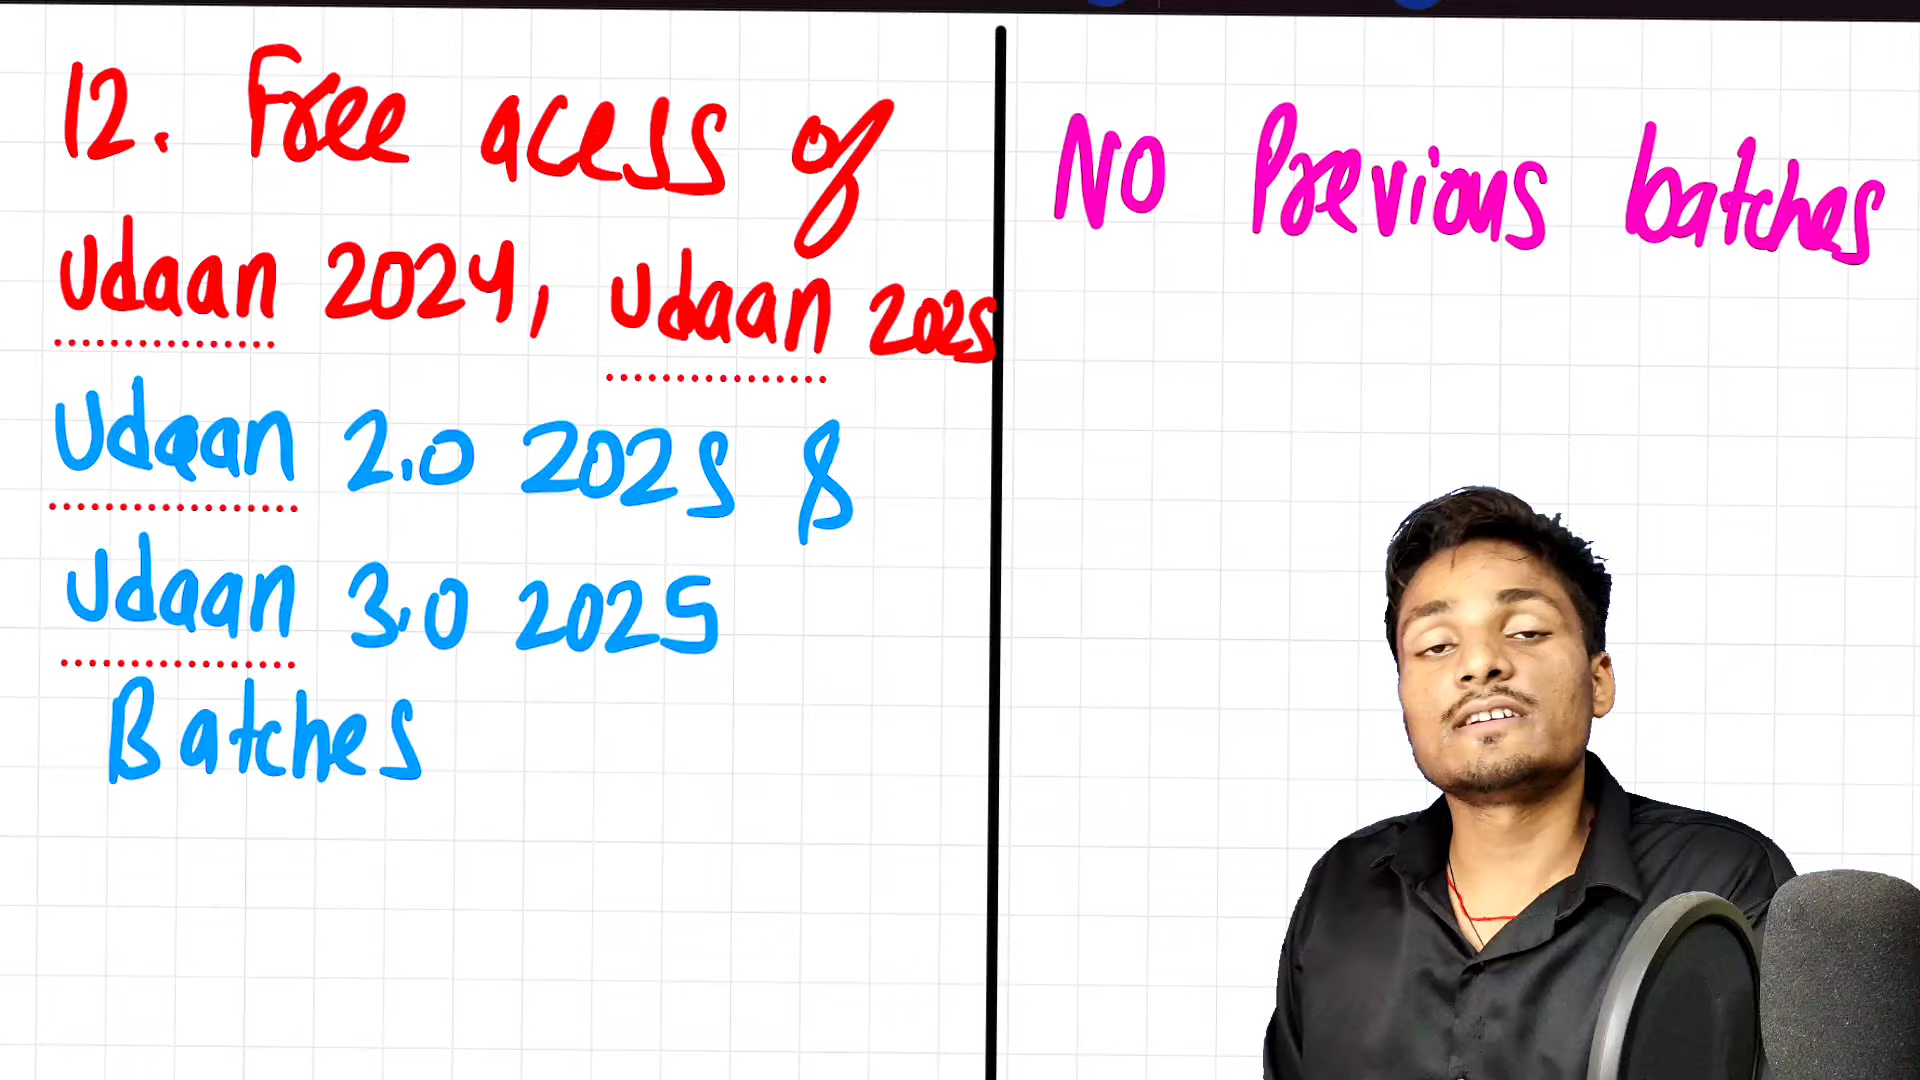 12. Free acess of
Udaan 2024, Udaan 2025
Udaan 2.0 2025 &
Udaan 3.0 2025
Batches
NO Previous batches